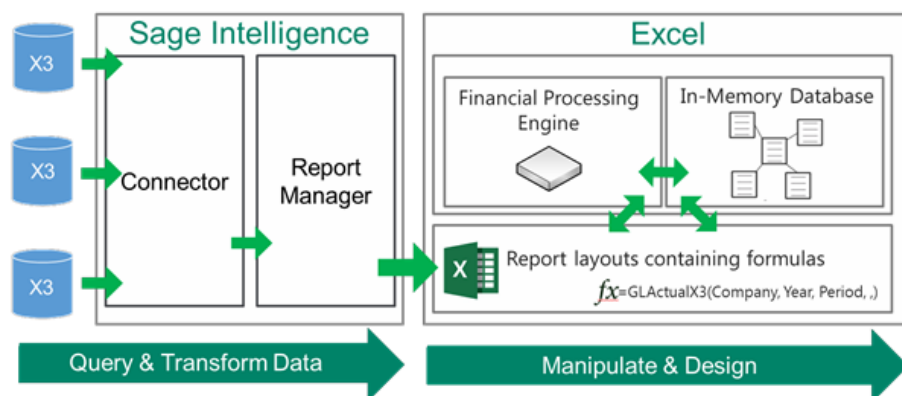 Sage Intelligence
Excel
X3
X3
X3
Connector
Report
Manager
Financial Processing
Engine
In-Memory Database
X
Report layouts containing formulas
fx=GLActualX3(Company, Year, Period, ,)
Query & Transform Data
Manipulate & Design